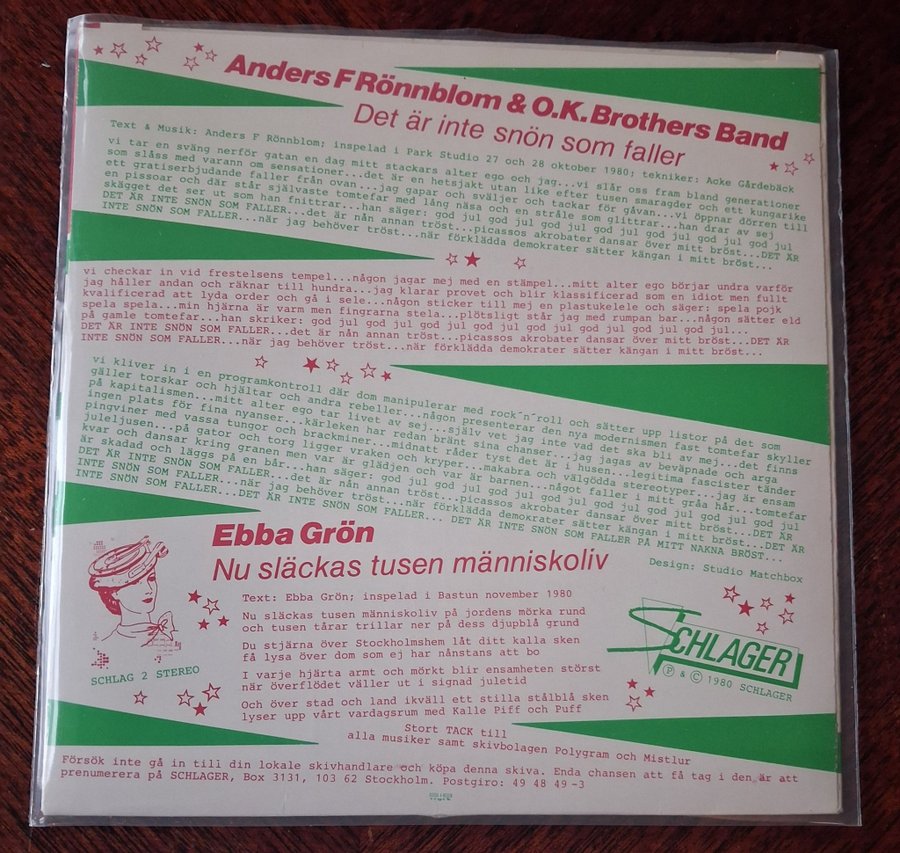 Anders F Rönnblom & O.K. Brothers Band
Det är inte snön som faller
Text & Musik: Anders F Rönnblom; inspelad i Park Studio 27 och 28 oktober 1980; tekniker: Acke Gårdebäck
vi tar en sväng nerför gatan en dag mitt stackars alter ego och jag...vi slår oss fram bland generationer
som slåss med varann om sensationer...det är en hetsjakt utan like efter tusen smaragder och ett kungarike
ett gratiserbjudande faller från ovan...jag gapar och sväljer och tackar för gåvan...vi öppnar dörren till
en pissoar och där står självaste tomtefar med lång näsa och en stråle som glittrar...han drar av sej
skägget det ser ut som han fnittrar...han säger: god jul god jul god jul god jul god jul god jul god jul
DET ÄR INTE SNÖN SOM FALLER...det är nån annan tröst...picassos akrobater dansar över mitt bröst...DET ÄR
INTE SNÖN SOM FALLER...när jag behöver tröst...när förklädda demokrater sätter kängan i mitt bröst...
vi checkar in vid frestelsens tempel...någon jagar mej med en stämpel...mitt alter ego börjar undra varför
jag håller andan och räknar till hundra...jag klarar provet och blir klassificerad som en idiot men fullt
kvalificerad att lyda order och gå i sele...någon sticker till mej en plastukelele och säger: spela pojk
spela spela...min hjärna är varm men fingrarna stela...plötsligt står jag med rumpan bar...någon sätter eld
på gamle tomtefar...han skriker: god jul god jul god jul god jul god jul god jul god jul god jul...
DET ÄR INTE SNÖN SOM FALLER...det är nån annan tröst...picassos akrobater dansar över mitt bröst...DET ÄR
INTE SNÖN SOM FALLER...när jag behöver tröst...när förklädda demokrater sätter kängan i mitt bröst...
vi kliver in i en programkontroll där dom manipulerar med rock´n´roll och sätter upp listor på det som
gäller torskar och hjältar och andra rebeller...någon presenterar den nya modernismen fast tomtefar skyller
på kapitalismen...mitt alter ego tar livet av sej...själv vet jag inte vad det ska bli av mej...det finns
ingen plats för fina nyanser...kärleken har redan bränt sina chanser...jag jagas av beväpnade och arga
pingviner med vassa tungor och brackminer...midnatt råder tyst det är i husen...legitima fascister tänder
juleljusen...på gator och torg ligger vraken och kryper...makabra och välgödda stereotyper...jag är ensam
kvar och dansar kring granen men var är glädjen och var är barnen...något faller i mitt gråa hår...tomtefar
är skadad och läggs på en bår...han säger: god jul god jul god jul god jul god jul god jul god jul
DET ÄR INTE SNÖN SOM FALLER...det är nån annan tröst...picassos akrobater dansar över mitt bröst...DET ÄR
INTE SNÖN SOM FALLER...när jag behöver tröst...när förklädda demokrater sätter kängan i mitt bröst...DET ÄR
INTE SNÖN SOM FALLER...DET ÄR INTE SNÖN SOM FALLER... DET ÄR INTE SNÖN SOM FALLER PÅ MITT NAKNA BRÖST...
Design: Studio Matchbox
Ebba Grön
Nu släckas tusen människoliv
Text: Ebba Grön; inspelad i Bastun november 1980
Nu släckas tusen människoliv på jordens mörka rund
och tusen tårar trillar ner på dess djupblå grund
Du stjärna över Stockholmshem låt ditt kalla sken
få lysa över dom som ej har nånstans att bo
I varje hjärta armt och mörkt blir ensamheten störst
när överflödet väller ut i signad juletid
Och över stad och land ikväll ett stilla stålblå sken
lyser upp vårt vardagsrum med Kalle Piff och Puff
SCHLAG 2 STEREO
SCHLAGER
℗ & © 1980 SCHLAGER
Stort TACK till
alla musiker samt skivbolagen Polygram och Mistlur
Försök inte gå in till din lokale skivhandlare och köpa denna skiva. Enda chansen att få tag i den är att
prenumerera på SCHLAGER, Box 3131, 103 62 Stockholm. Postgiro: 49 48 49-3